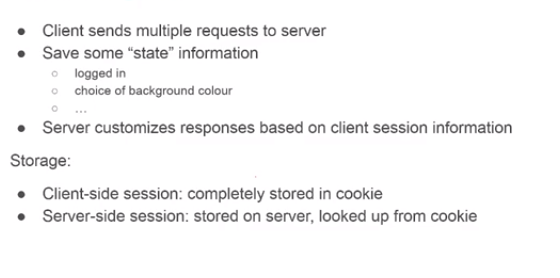 ● Client sends multiple requests to server
● Save some “state” information
○ logged in
○ choice of background colour
○ ...
● Server customizes responses based on client session information
Storage:
● Client-side session: completely stored in cookie
● Server-side session: stored on server, looked up from cookie